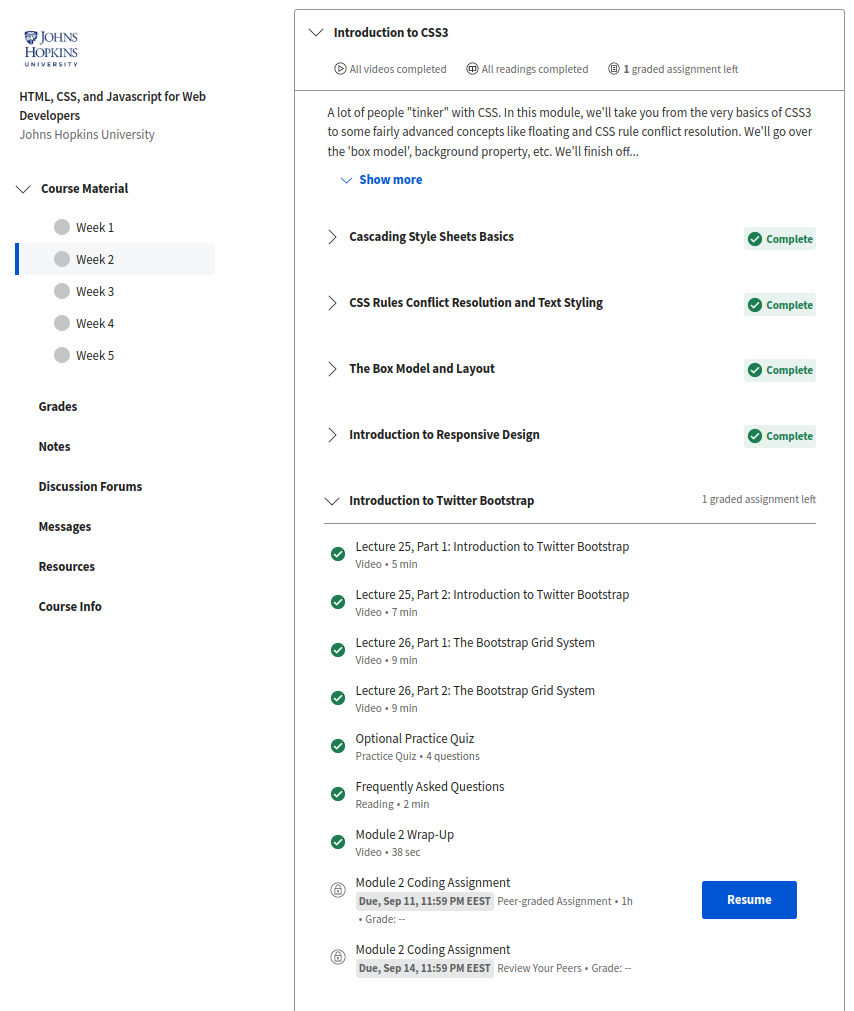 JOHNS
HOPKINS
UNIVERSITY
HTML, CSS, and Javascript for Web
Developers
Johns Hopkins University
Course Material
Week 1
Week 2
Week 3
Week 4
Week 5
Grades
Notes
Discussion Forums
Messages
Resources
Course Info
Introduction to CSS3
All videos completed All readings completed 1 graded assignment left
A lot of people "tinker" with CSS. In this module, we'll take you from the very basics of CSS3
to some fairly advanced concepts like floating and CSS rule conflict resolution. We'll go over
the 'box model', background property, etc. We'll finish off...
Show more
Cascading Style Sheets Basics Complete
CSS Rules Conflict Resolution and Text Styling Complete
The Box Model and Layout Complete
Introduction to Responsive Design Complete
Introduction to Twitter Bootstrap 1 graded assignment left
Lecture 25, Part 1: Introduction to Twitter Bootstrap
Video • 5 min
Lecture 25, Part 2: Introduction to Twitter Bootstrap
Video • 7 min
Lecture 26, Part 1: The Bootstrap Grid System
Video • 9 min
Lecture 26, Part 2: The Bootstrap Grid System
Video • 9 min
Optional Practice Quiz
Practice Quiz • 4 questions
Frequently Asked Questions
Reading • 2 min
Module 2 Wrap-Up
Video • 38 sec
Module 2 Coding Assignment
Due, Sep 11, 11:59 PM EEST Peer-graded Assignment • 1h
• Grade: --
Resume
Module 2 Coding Assignment
Due, Sep 14, 11:59 PM EEST Review Your Peers • Grade: --